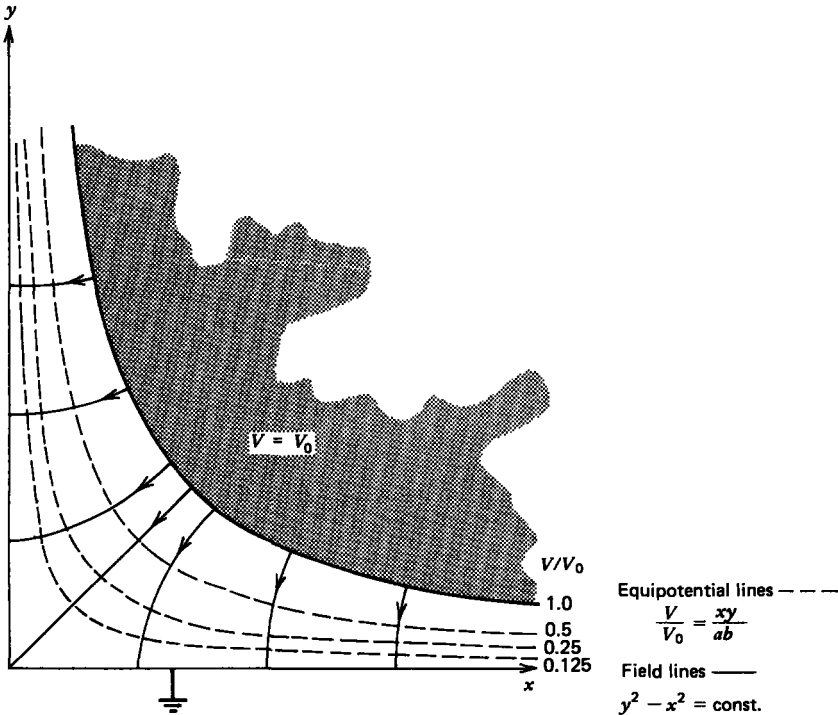 y
V = V₀
V/V₀
1.0
0.5
0.25
0.125
x
Equipotential lines – – – –
V/V₀ = xy/ab
Field lines ———
y² − x² = const.